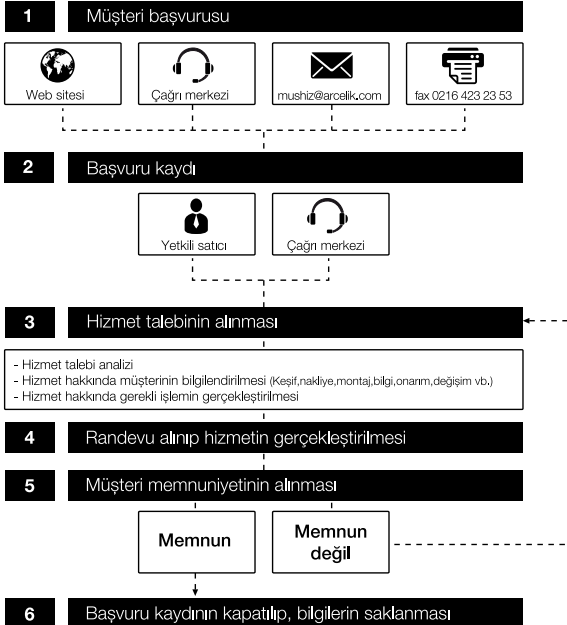 1 Müşteri başvurusu
Web sitesi
Çağrı merkezi
mushiz@arcelik.com
fax 0216 423 23 53
2 Başvuru kaydı
Yetkili satıcı
Çağrı merkezi
3 Hizmet talebinin alınması
- Hizmet talebi analizi
- Hizmet hakkında müşterinin bilgilendirilmesi (Keşif,nakliye,montaj,bilgi,onarım,değişim vb.)
- Hizmet hakkında gerekli işlemin gerçekleştirilmesi
4 Randevu alınıp hizmetin gerçekleştirilmesi
5 Müşteri memnuniyetinin alınması
Memnun
Memnun
değil
6 Başvuru kaydının kapatılıp, bilgilerin saklanması